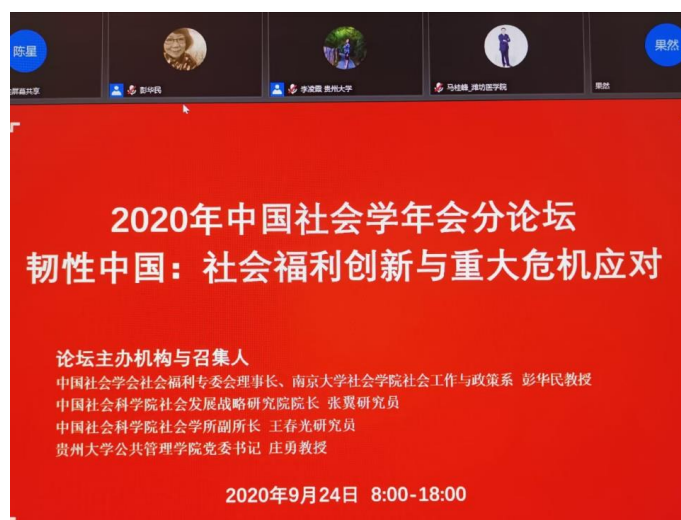 陈星
果然
屏幕共享
彭华民
李凌霞 贵州大学
马桂峰_潍坊医学院
果然
2020年中国社会学年会分论坛
韧性中国：社会福利创新与重大危机应对
论坛主办机构与召集人
中国社会学会社会福利专委会理事长、南京大学社会学院社会工作与政策系 彭华民教授
中国社会科学院社会发展战略研究院院长 张翼研究员
中国社会科学院社会学所副所长 王春光研究员
贵州大学公共管理学院党委书记 庄勇教授
2020年9月24日 8:00-18:00